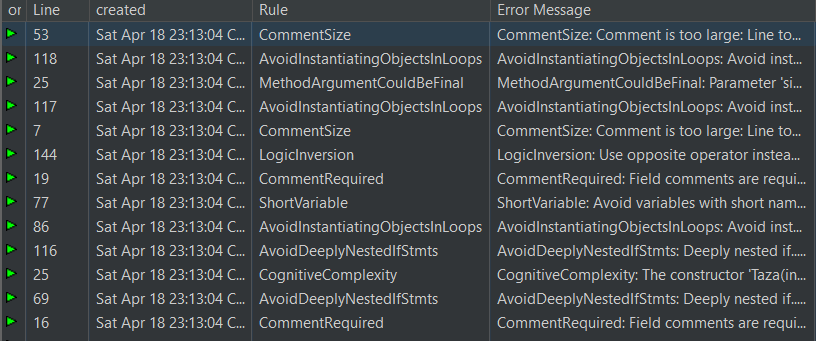 or Line created Rule Error Message
53 Sat Apr 18 23:13:04 C... CommentSize CommentSize: Comment is too large: Line to...
118 Sat Apr 18 23:13:04 C... AvoidInstantiatingObjectsInLoops AvoidInstantiatingObjectsInLoops: Avoid inst...
25 Sat Apr 18 23:13:04 C... MethodArgumentCouldBeFinal MethodArgumentCouldBeFinal: Parameter 'si...
117 Sat Apr 18 23:13:04 C... AvoidInstantiatingObjectsInLoops AvoidInstantiatingObjectsInLoops: Avoid inst...
7 Sat Apr 18 23:13:04 C... CommentSize CommentSize: Comment is too large: Line to...
144 Sat Apr 18 23:13:04 C... LogicInversion LogicInversion: Use opposite operator instea...
19 Sat Apr 18 23:13:04 C... CommentRequired CommentRequired: Field comments are requi...
77 Sat Apr 18 23:13:04 C... ShortVariable ShortVariable: Avoid variables with short nam...
86 Sat Apr 18 23:13:04 C... AvoidInstantiatingObjectsInLoops AvoidInstantiatingObjectsInLoops: Avoid inst...
116 Sat Apr 18 23:13:04 C... AvoidDeeplyNestedIfStmts AvoidDeeplyNestedIfStmts: Deeply nested if.....
25 Sat Apr 18 23:13:04 C... CognitiveComplexity CognitiveComplexity: The constructor 'Taza(in...
69 Sat Apr 18 23:13:04 C... AvoidDeeplyNestedIfStmts AvoidDeeplyNestedIfStmts: Deeply nested if.....
16 Sat Apr 18 23:13:04 C... CommentRequired CommentRequired: Field comments are requi...